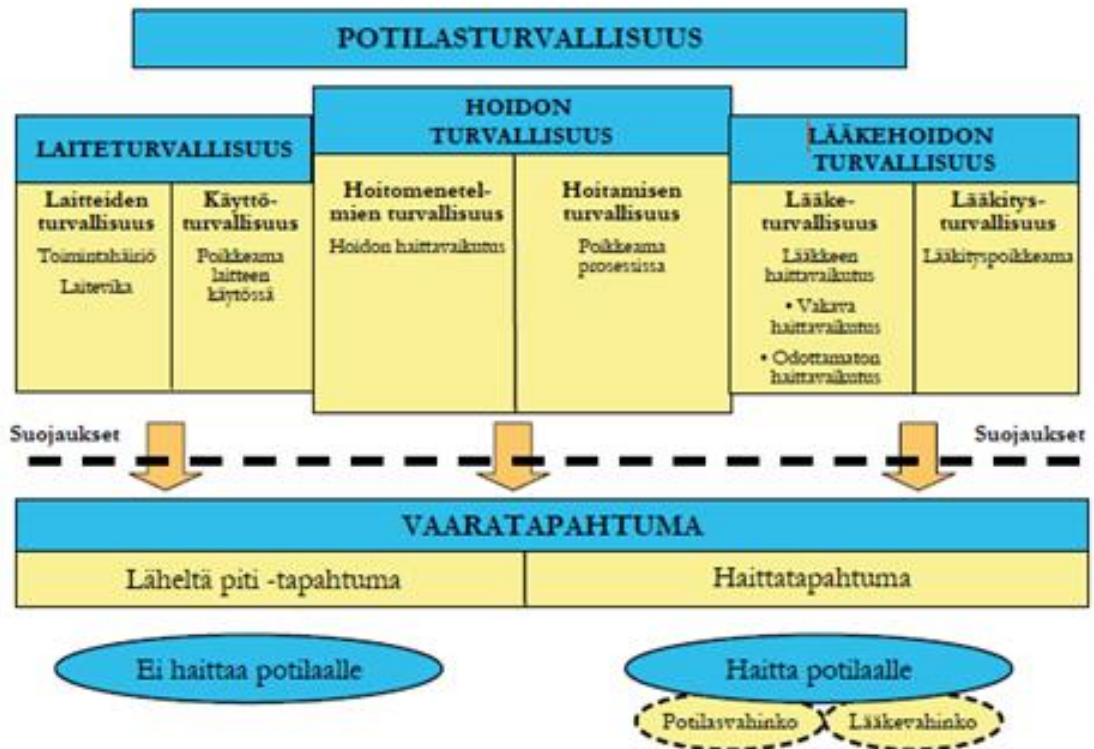 POTILASTURVALLISUUS
LAITETURVALLISUUS
Laitteiden
turvallisuus
Toimintahäiriö
Laitevika
Käyttö-
turvallisuus
Poikkeama
laitteen
käytössä
HOIDON
TURVALLISUUS
Hoitomenetel-
mien turvallisuus
Hoidon haittavaikutus
Hoitamisen
turvallisuus
Poikkeama
prosessissa
LÄÄKEHOIDON
TURVALLISUUS
Lääke-
turvallisuus
Lääkkeen
haittavaikutus
• Vakava
haittavaikutus
• Odottamaton
haittavaikutus
Lääkitys-
turvallisuus
Lääkityspoikkeama
Suojaukset
Suojaukset
VAARATAPAHTUMA
Läheltä piti -tapahtuma
Haittatapahtuma
Ei haittaa potilaalle
Haitta potilaalle
Potilasvahinko
Lääkevahinko